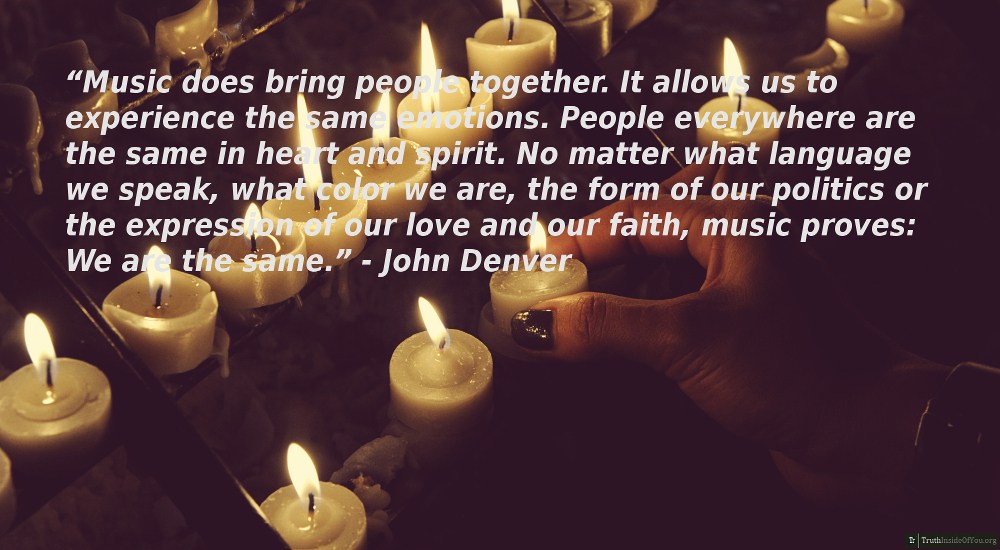 “Music does bring people together. It allows us to
experience the same emotions. People everywhere are
the same in heart and spirit. No matter what language
we speak, what color we are, the form of our politics or
the expression of our love and our faith, music proves:
We are the same.” - John Denver
Tr TruthInsideOfYou.org